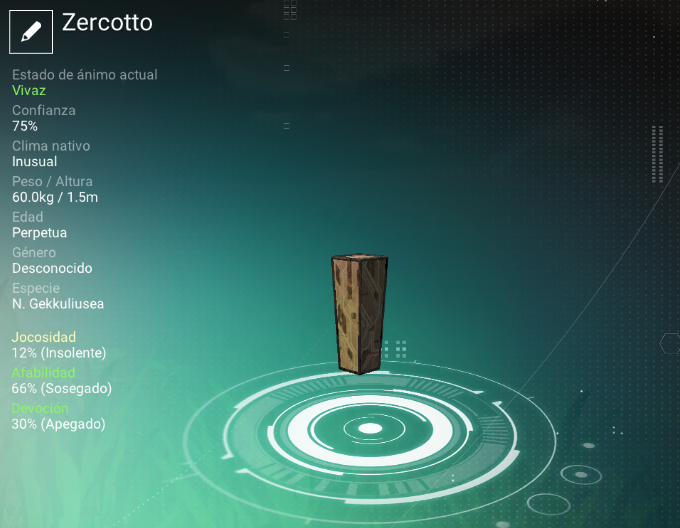 Zercotto
Estado de ánimo actual
Vivaz
Confianza
75%
Clima nativo
Inusual
Peso / Altura
60.0kg / 1.5m
Edad
Perpetua
Género
Desconocido
Especie
N. Gekkuliusea
Jocosidad
12% (Insolente)
Afabilidad
66% (Sosegado)
Devoción
30% (Apegado)